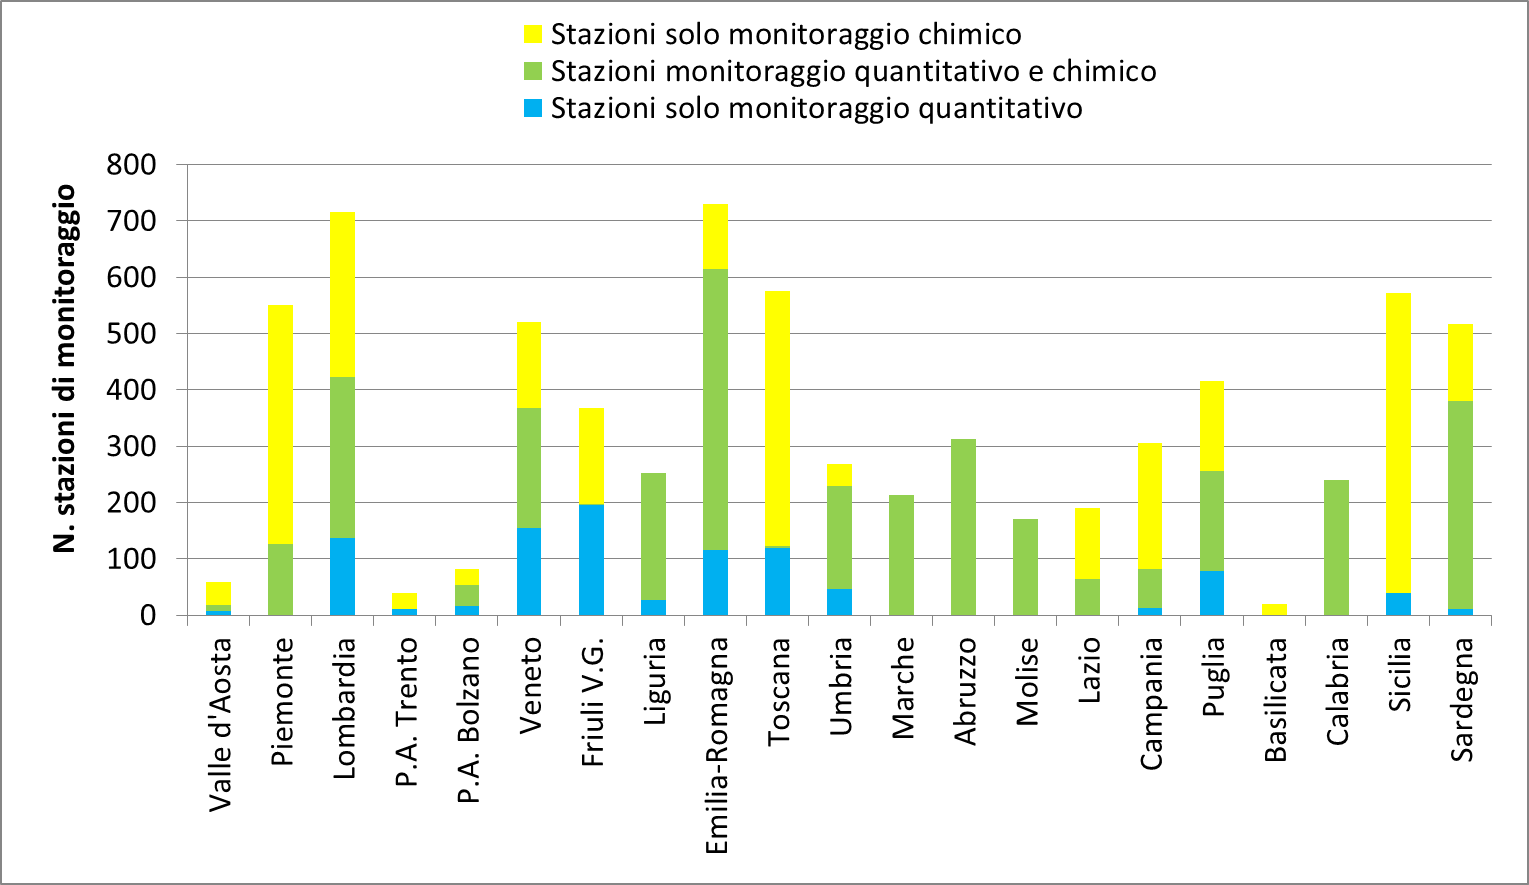 Stazioni solo monitoraggio chimico
Stazioni monitoraggio quantitativo e chimico
Stazioni solo monitoraggio quantitativo
N. stazioni di monitoraggio
800
700
600
500
400
300
200
100
0
Valle d'Aosta
Piemonte
Lombardia
P.A. Trento
P.A. Bolzano
Veneto
Friuli V.G.
Liguria
Emilia-Romagna
Toscana
Umbria
Marche
Abruzzo
Molise
Lazio
Campania
Puglia
Basilicata
Calabria
Sicilia
Sardegna